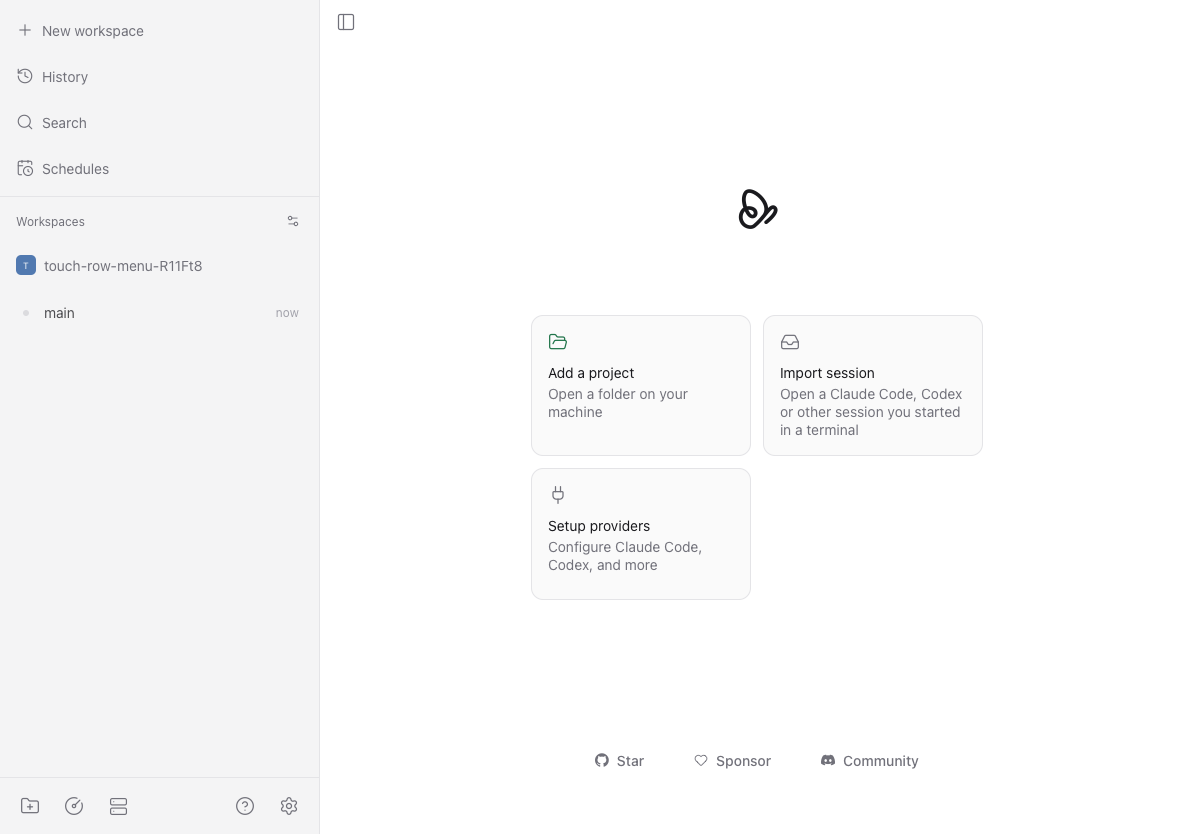 New workspace
History
Search
Schedules
Workspaces
T touch-row-menu-R11Ft8
main now
Add a project
Open a folder on your
machine
Import session
Open a Claude Code, Codex
or other session you started
in a terminal
Setup providers
Configure Claude Code,
Codex, and more
Star Sponsor Community